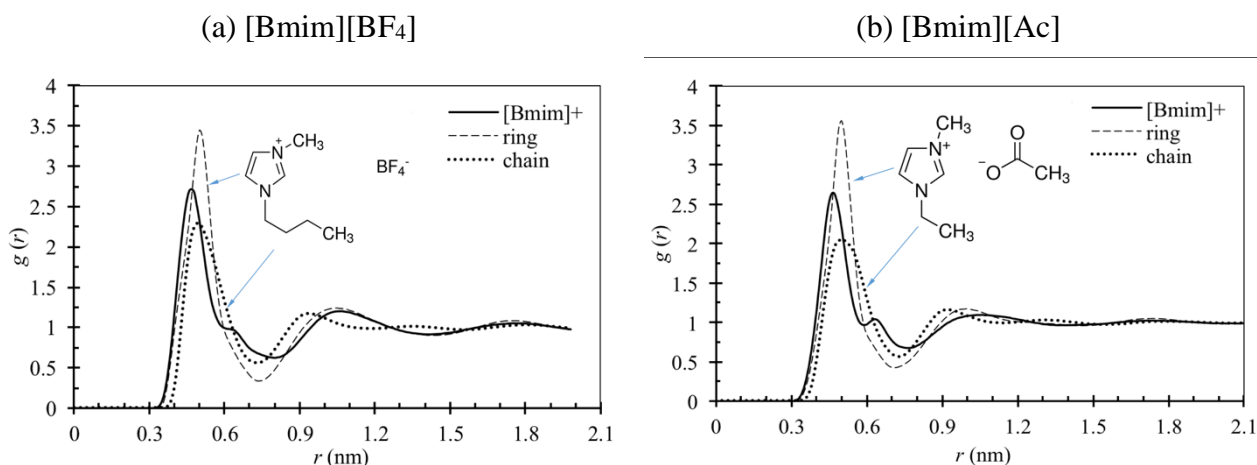 (a) [Bmim][BF₄]
4
3.5
3
2.5
2
1.5
1
0.5
0
g (r)
[Bmim]+
ring
chain
N
+
CH₃
N
CH₃
BF₄⁻
0 0.3 0.6 0.9 1.2 1.5 1.8 2.1
r (nm)
(b) [Bmim][Ac]
4
3.5
3
2.5
2
1.5
1
0.5
0
g (r)
[Bmim]+
ring
chain
CH₃
N
+
N
CH₃
O
⁻O
CH₃
0 0.3 0.6 0.9 1.2 1.5 1.8 2.1
r (nm)